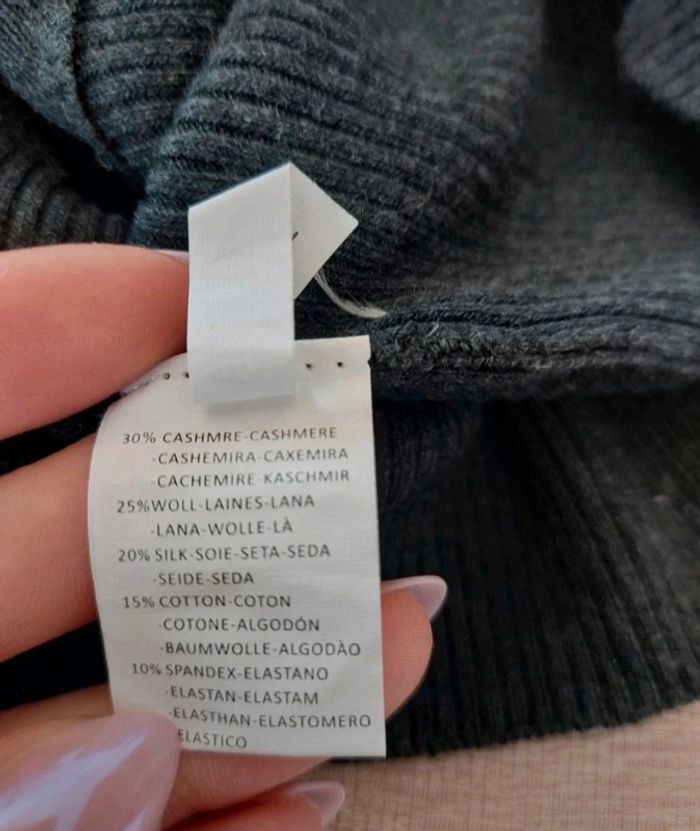 30% CASHMRE-CASHMERE
-CASHEMIRA-CAXEMIRA
-CACHEMIRE-KASCHMIR
25%WOLL-LAINES-LANA
-LANA-WOLLE-LÀ
20% SILK-SOIE-SETA-SEDA
-SEIDE-SEDA
15% COTTON-COTON
-COTONE-ALGODÓN
-BAUMWOLLE-ALGODÀO
10% SPANDEX-ELASTANO
-ELASTAN-ELASTAM
-ELASTHAN-ELASTOMERO
ELASTICO